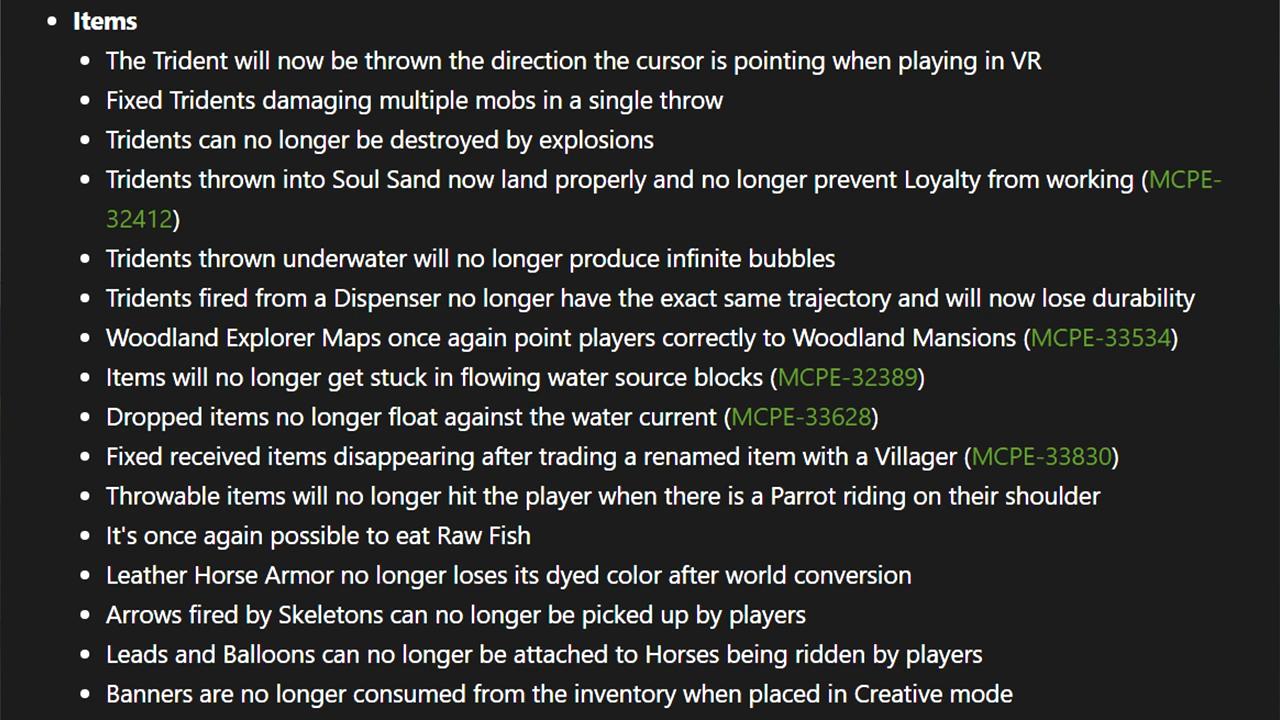 Items
The Trident will now be thrown the direction the cursor is pointing when playing in VR
Fixed Tridents damaging multiple mobs in a single throw
Tridents can no longer be destroyed by explosions
Tridents thrown into Soul Sand now land properly and no longer prevent Loyalty from working (MCPE-
32412)
Tridents thrown underwater will no longer produce infinite bubbles
Tridents fired from a Dispenser no longer have the exact same trajectory and will now lose durability
Woodland Explorer Maps once again point players correctly to Woodland Mansions (MCPE-33534)
Items will no longer get stuck in flowing water source blocks (MCPE-32389)
Dropped items no longer float against the water current (MCPE-33628)
Fixed received items disappearing after trading a renamed item with a Villager (MCPE-33830)
Throwable items will no longer hit the player when there is a Parrot riding on their shoulder
It's once again possible to eat Raw Fish
Leather Horse Armor no longer loses its dyed color after world conversion
Arrows fired by Skeletons can no longer be picked up by players
Leads and Balloons can no longer be attached to Horses being ridden by players
Banners are no longer consumed from the inventory when placed in Creative mode